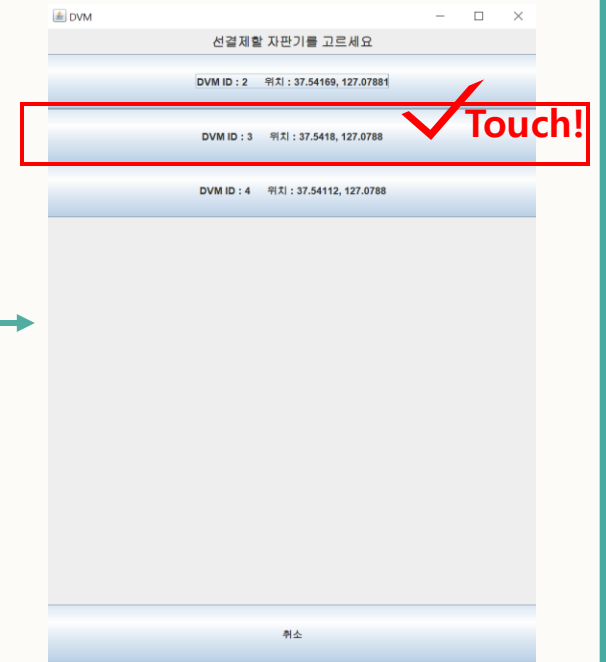 DVM
선결제할 자판기를 고르세요
DVM ID : 2 위치 : 37.54169, 127.07881
Touch!
DVM ID : 3 위치 : 37.5418, 127.0788
DVM ID : 4 위치 : 37.54112, 127.0788
취소